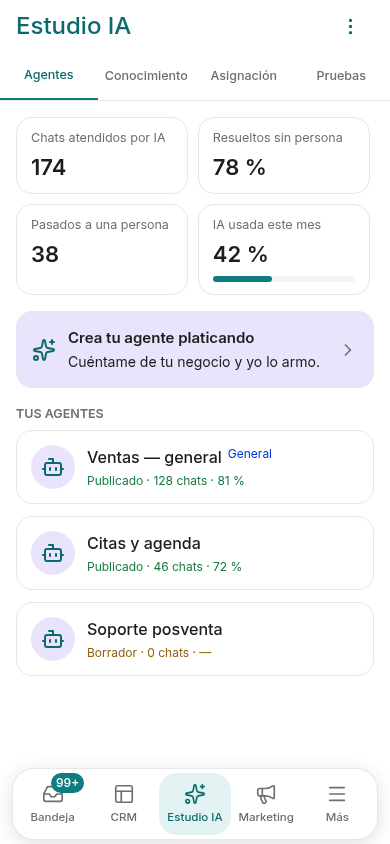 Estudio IA
Agentes Conocimiento Asignación Pruebas
Chats atendidos por IA
174
Resueltos sin persona
78 %
Pasados a una persona
38
IA usada este mes
42 %
Crea tu agente platicando
Cuéntame de tu negocio y yo lo armo.
TUS AGENTES
Ventas — general General
Publicado · 128 chats · 81 %
Citas y agenda
Publicado · 46 chats · 72 %
Soporte posventa
Borrador · 0 chats · —
99+
Bandeja CRM Estudio IA Marketing Más